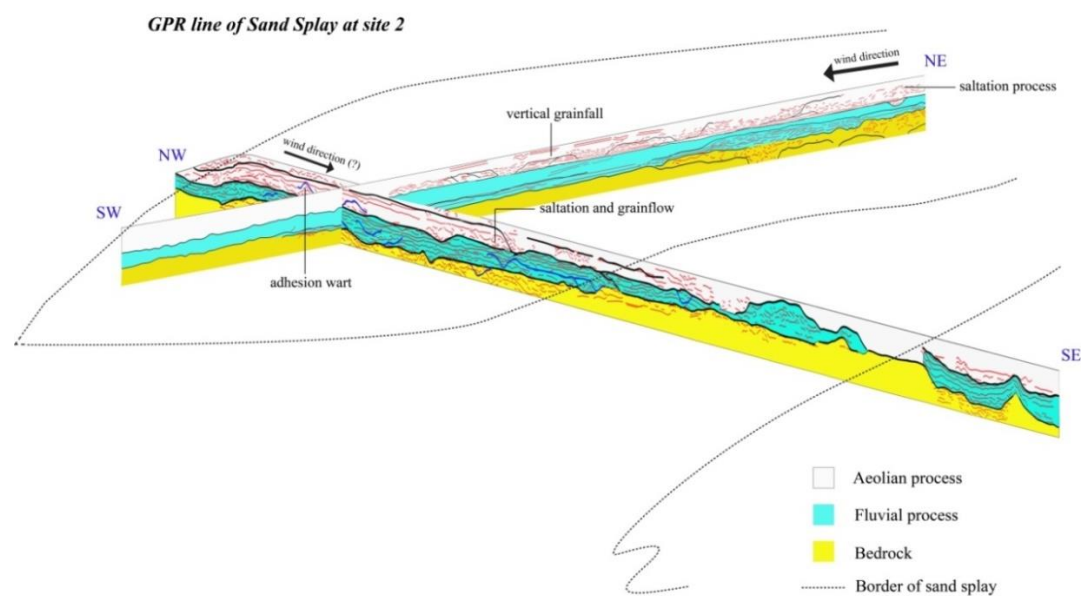 GPR line of Sand Splay at site 2
wind direction
NE
saltation process
vertical grainfall
wind direction (?)
NW
SW
saltation and grainflow
adhesion wart
SE
Aeolian process
Fluvial process
Bedrock
Border of sand splay